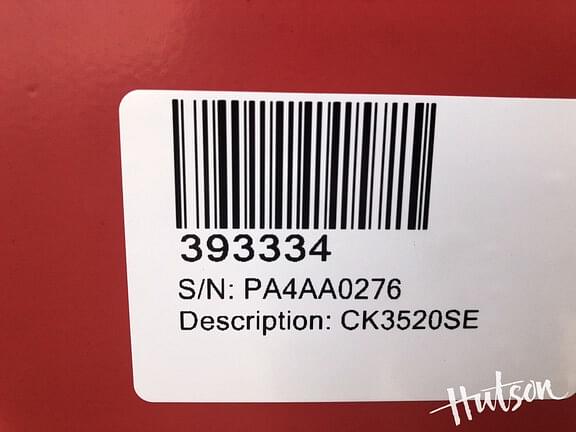 393334
S/N: PA4AA0276
Description: CK3520SE
Hutson